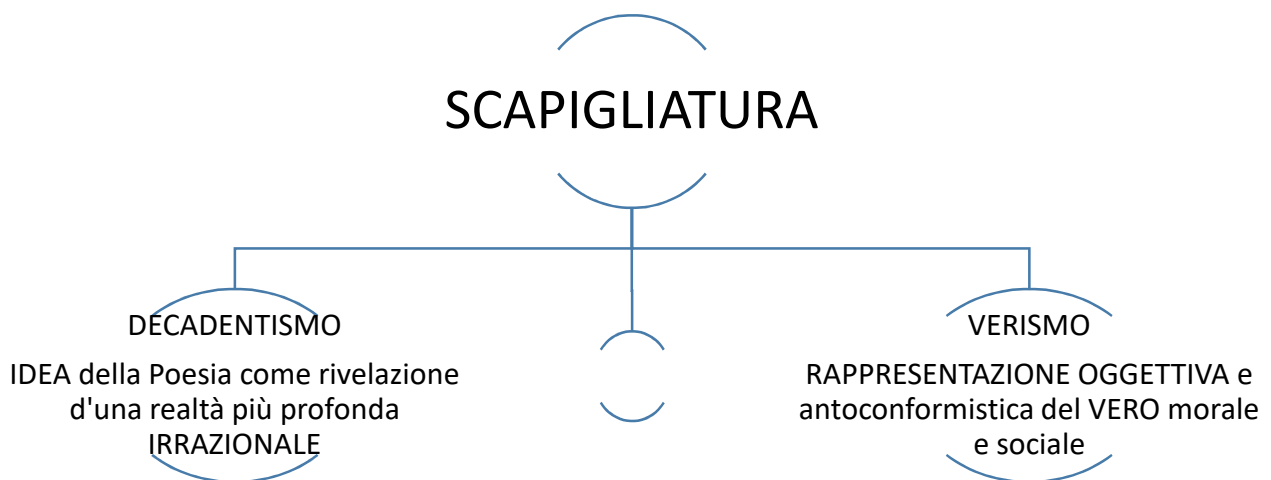 SCAPIGLIATURA
DECADENTISMO
IDEA della Poesia come rivelazione
d'una realtà più profonda
IRRAZIONALE
VERISMO
RAPPRESENTAZIONE OGGETTIVA e
antoconformistica del VERO morale
e sociale